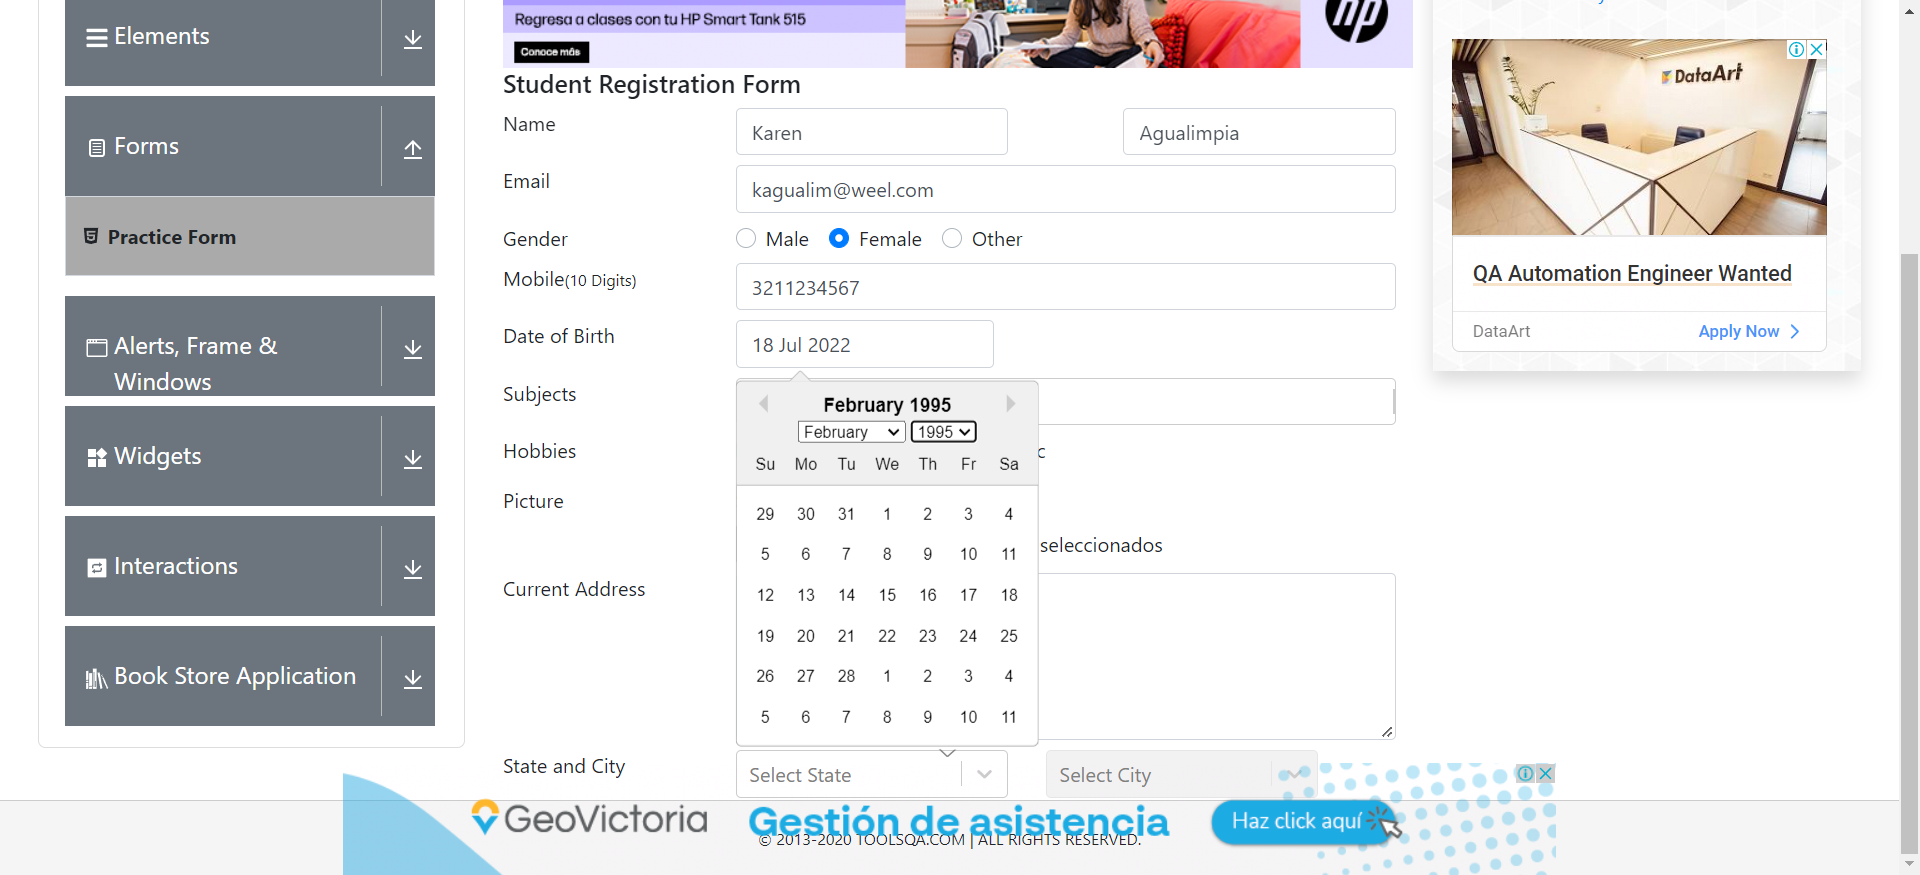 Elements
Forms
Practice Form
Alerts, Frame &
Windows
Widgets
Interactions
Book Store Application
Regresa a clases con tu HP Smart Tank 515
Conoce más
hp
Student Registration Form
Name
Karen
Agualimpia
Email
kagualim@weel.com
Gender
Male
Female
Other
Mobile(10 Digits)
3211234567
Date of Birth
18 Jul 2022
Subjects
February 1995
February
1995
Su Mo Tu We Th Fr Sa
29 30 31 1 2 3 4
5 6 7 8 9 10 11
12 13 14 15 16 17 18
19 20 21 22 23 24 25
26 27 28 1 2 3 4
5 6 7 8 9 10 11
Hobbies
c
Picture
seleccionados
Current Address
State and City
Select State
Select City
DataArt
QA Automation Engineer Wanted
DataArt
Apply Now
GeoVictoria
Gestión de asistencia
Haz click aquí
© 2013-2020 TOOLSQA.COM | ALL RIGHTS RESERVED.